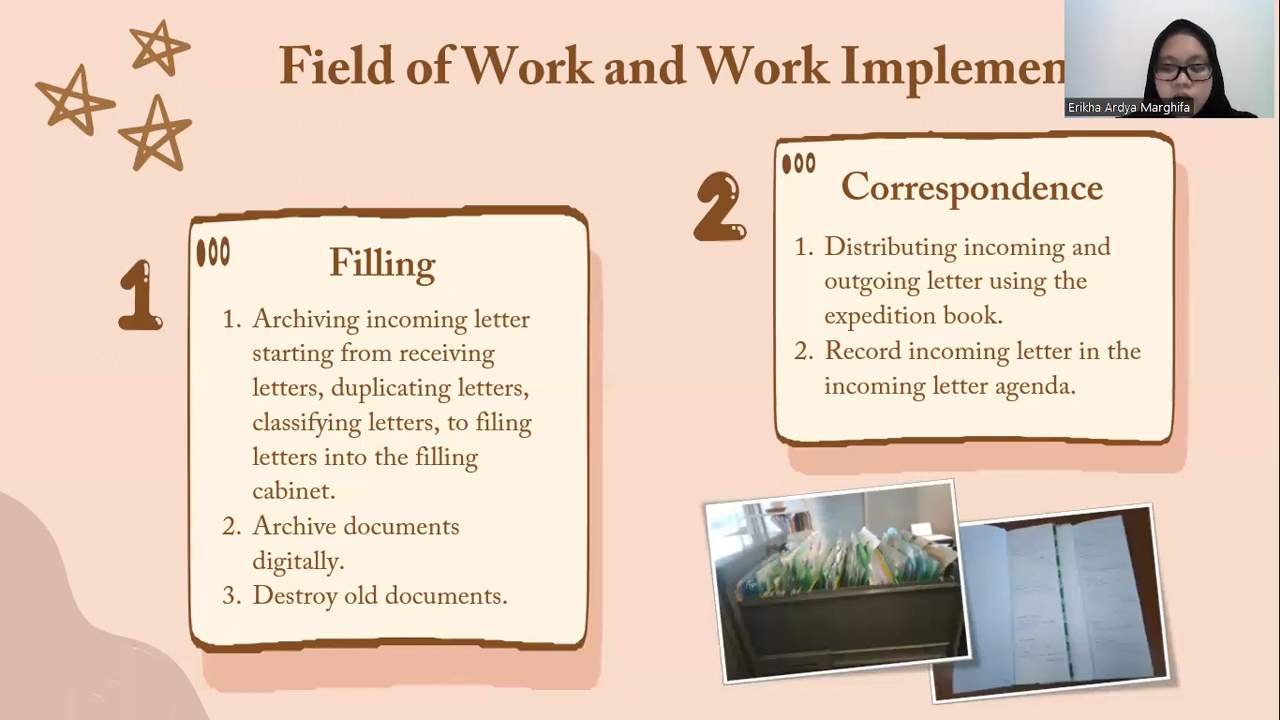 Field of Work and Work Implemen
Erikha Ardya Marghifa
1
Filling
1. Archiving incoming letter
starting from receiving
letters, duplicating letters,
classifying letters, to filing
letters into the filling
cabinet.
2. Archive documents
digitally.
3. Destroy old documents.
2
Correspondence
1. Distributing incoming and
outgoing letter using the
expedition book.
2. Record incoming letter in the
incoming letter agenda.